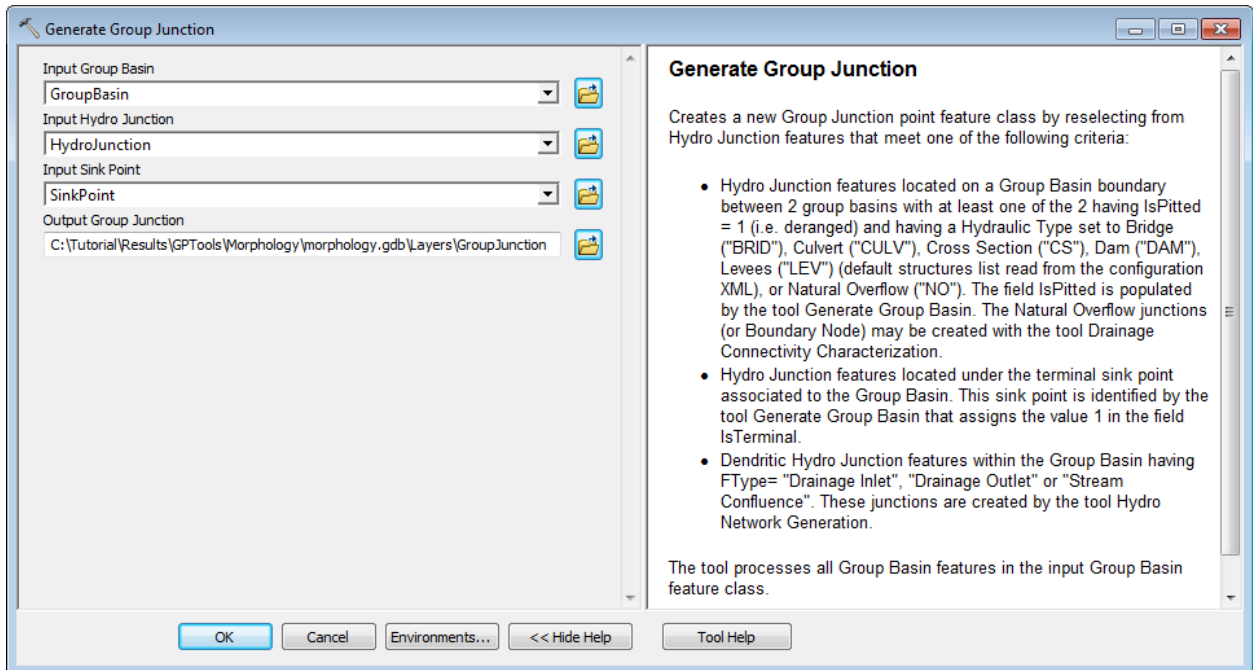 Generate Group Junction
Input Group Basin
GroupBasin
Input Hydro Junction
HydroJunction
Input Sink Point
SinkPoint
Output Group Junction
C:\Tutorial\Results\GPTools\Morphology\morphology.gdb\Layers\GroupJunction
OK
Cancel
Environments...
<< Hide Help
Generate Group Junction
Creates a new Group Junction point feature class by reselecting from
Hydro Junction features that meet one of the following criteria:
• Hydro Junction features located on a Group Basin boundary
between 2 group basins with at least one of the 2 having IsPitted
= 1 (i.e. deranged) and having a Hydraulic Type set to Bridge
("BRID"), Culvert ("CULV"), Cross Section ("CS"), Dam ("DAM"),
Levees ("LEV") (default structures list read from the configuration
XML), or Natural Overflow ("NO"). The field IsPitted is populated
by the tool Generate Group Basin. The Natural Overflow junctions
(or Boundary Node) may be created with the tool Drainage
Connectivity Characterization.
• Hydro Junction features located under the terminal sink point
associated to the Group Basin. This sink point is identified by the
tool Generate Group Basin that assigns the value 1 in the field
IsTerminal.
• Dendritic Hydro Junction features within the Group Basin having
FType= "Drainage Inlet", "Drainage Outlet" or "Stream
Confluence". These junctions are created by the tool Hydro
Network Generation.
The tool processes all Group Basin features in the input Group Basin
feature class.
Tool Help